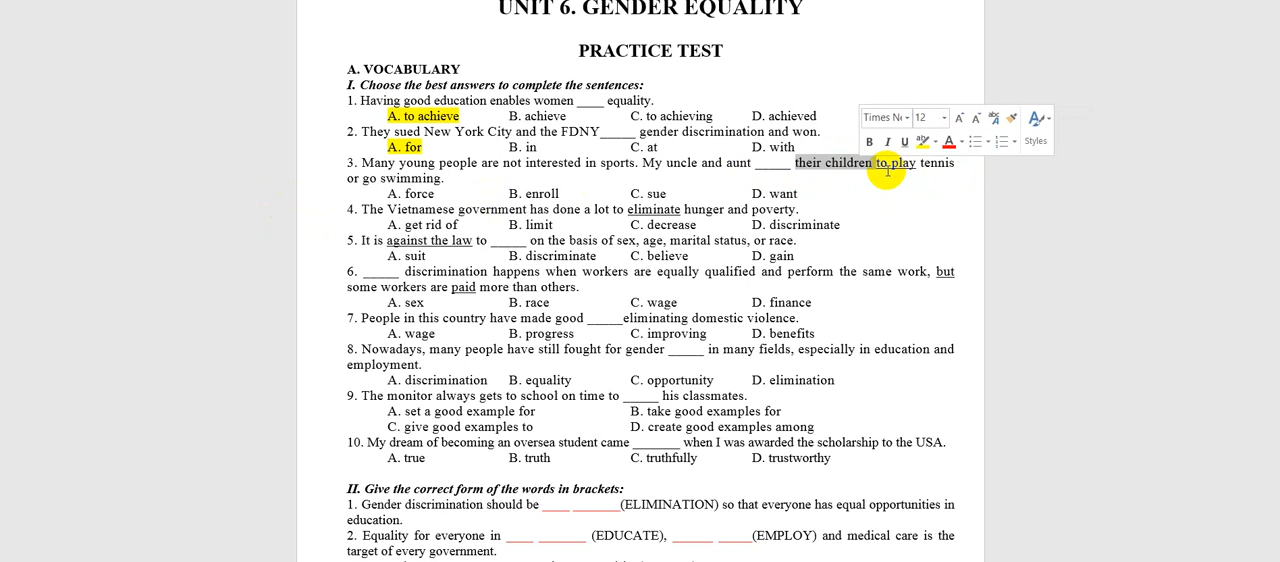 UNIT 6. GENDER EQUALITY
PRACTICE TEST
A. VOCABULARY
I. Choose the best answers to complete the sentences:
1. Having good education enables women ____ equality.
A. to achieve B. achieve C. to achieving D. achieved
2. They sued New York City and the FDNY_____ gender discrimination and won.
A. for B. in C. at D. with
Times Ne 12
B I U ab A Styles
3. Many young people are not interested in sports. My uncle and aunt _____ their children to play tennis
or go swimming.
A. force B. enroll C. sue D. want
4. The Vietnamese government has done a lot to eliminate hunger and poverty.
A. get rid of B. limit C. decrease D. discriminate
5. It is against the law to _____ on the basis of sex, age, marital status, or race.
A. suit B. discriminate C. believe D. gain
6. _____ discrimination happens when workers are equally qualified and perform the same work, but
some workers are paid more than others.
A. sex B. race C. wage D. finance
7. People in this country have made good _____eliminating domestic violence.
A. wage B. progress C. improving D. benefits
8. Nowadays, many people have still fought for gender _____ in many fields, especially in education and
employment.
A. discrimination B. equality C. opportunity D. elimination
9. The monitor always gets to school on time to _____ his classmates.
A. set a good example for B. take good examples for
C. give good examples to D. create good examples among
10. My dream of becoming an oversea student came _______ when I was awarded the scholarship to the USA.
A. true B. truth C. truthfully D. trustworthy
II. Give the correct form of the words in brackets:
1. Gender discrimination should be ____ _______(ELIMINATION) so that everyone has equal opportunities in
education.
2. Equality for everyone in ____ _______ (EDUCATE), ______ _____(EMPLOY) and medical care is the
target of every government.